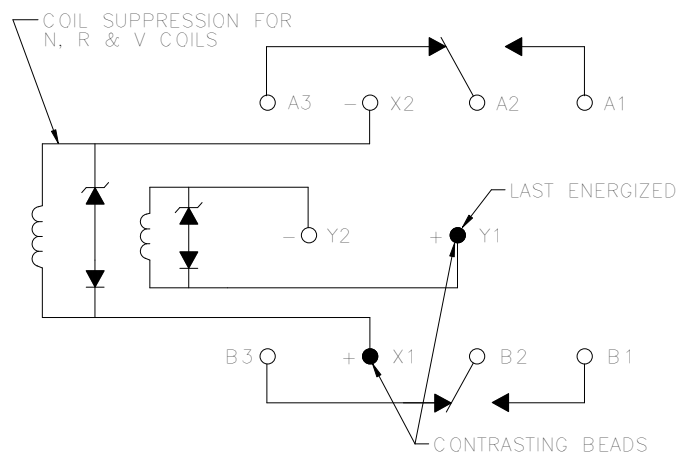 COIL SUPPRESSION FOR
N, R & V COILS
A3
- X2
A2
A1
LAST ENERGIZED
- Y2
+ Y1
B3
+ X1
B2
B1
CONTRASTING BEADS